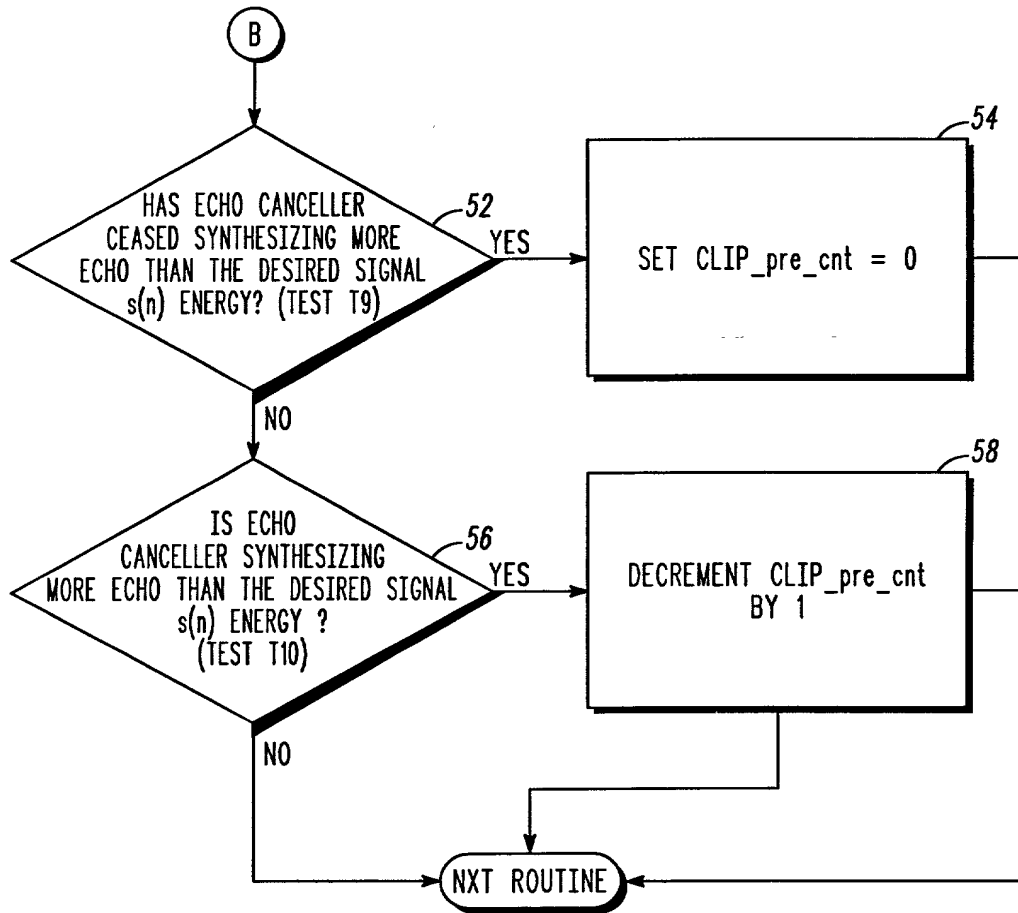 B
HAS ECHO CANCELLER
CEASED SYNTHESIZING MORE
ECHO THAN THE DESIRED SIGNAL
s(n) ENERGY? (TEST T9)
52
YES
54
SET CLIP_pre_cnt = 0
NO
IS ECHO
CANCELLER SYNTHESIZING
MORE ECHO THAN THE DESIRED SIGNAL
s(n) ENERGY ?
(TEST T10)
56
YES
58
DECREMENT CLIP_pre_cnt
BY 1
NO
NXT ROUTINE